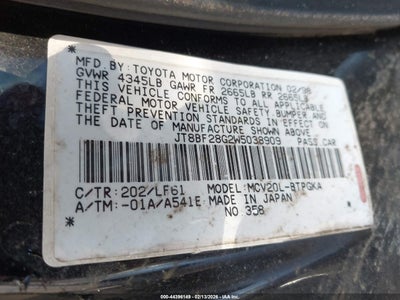 MFD. BY: TOYOTA MOTOR CORPORATION 02/98
GVWR 4345LB GAWR FR 2665LB RR 2665LB
THIS VEHICLE CONFORMS TO ALL APPLICABLE
FEDERAL MOTOR VEHICLE SAFETY, BUMPER, AND
THEFT PREVENTION STANDARDS IN EFFECT ON
THE DATE OF MANUFACTURE SHOWN ABOVE.
JT8BF28G2W5038909 PASS.CAR
C/TR: 202/LF61 MODEL: MCV20L-BTPGKA
A/TM: -01A/A541E MADE IN JAPAN
NO.358
000-44396149 - 02/13/2026 - IAAI.COM